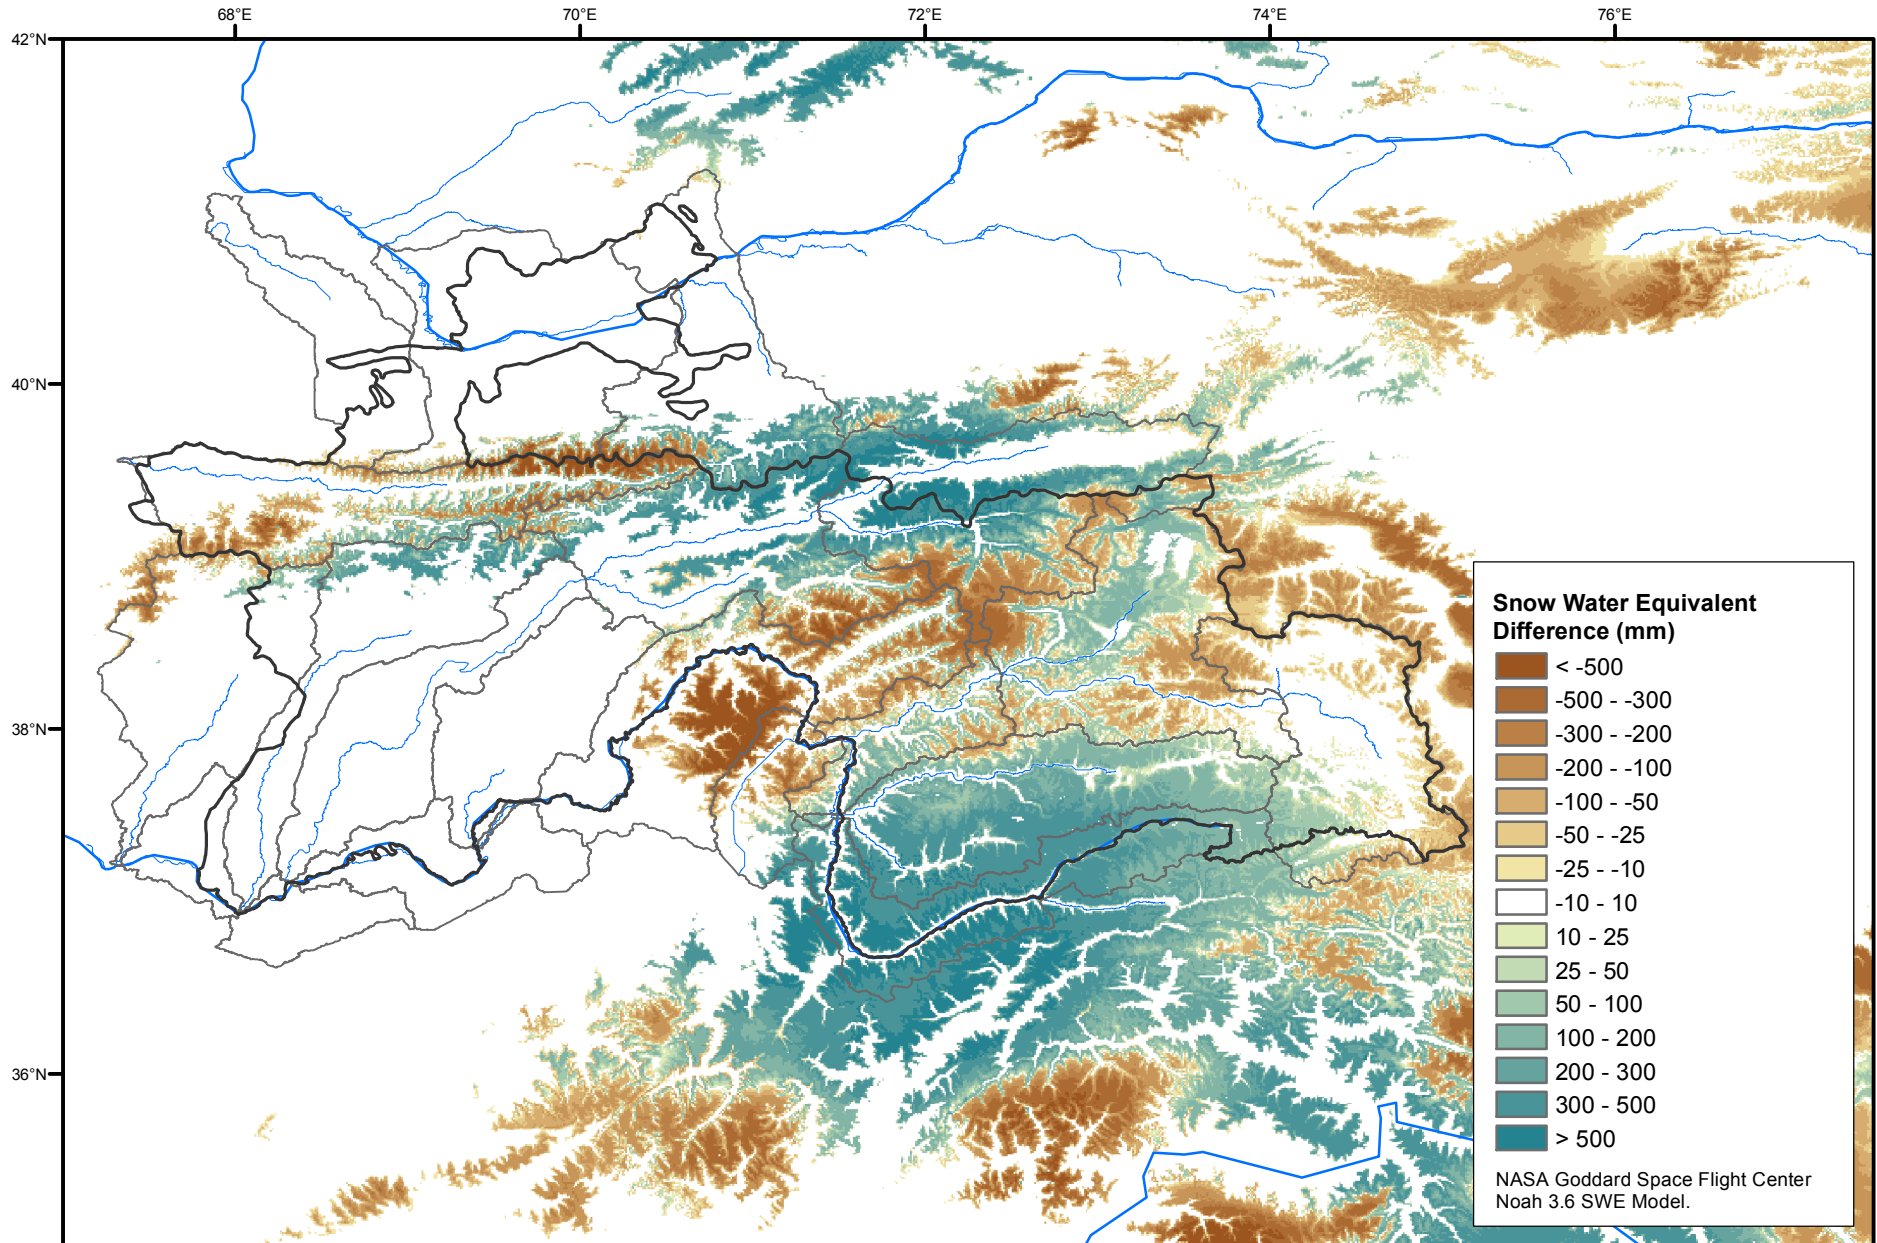 68°E
70°E
72°E
74°E
76°E
42°N
40°N
38°N
36°N
Snow Water Equivalent
Difference (mm)
< -500
-500 - -300
-300 - -200
-200 - -100
-100 - -50
-50 - -25
-25 - -10
-10 - 10
10 - 25
25 - 50
50 - 100
100 - 200
200 - 300
300 - 500
> 500
NASA Goddard Space Flight Center
Noah 3.6 SWE Model.